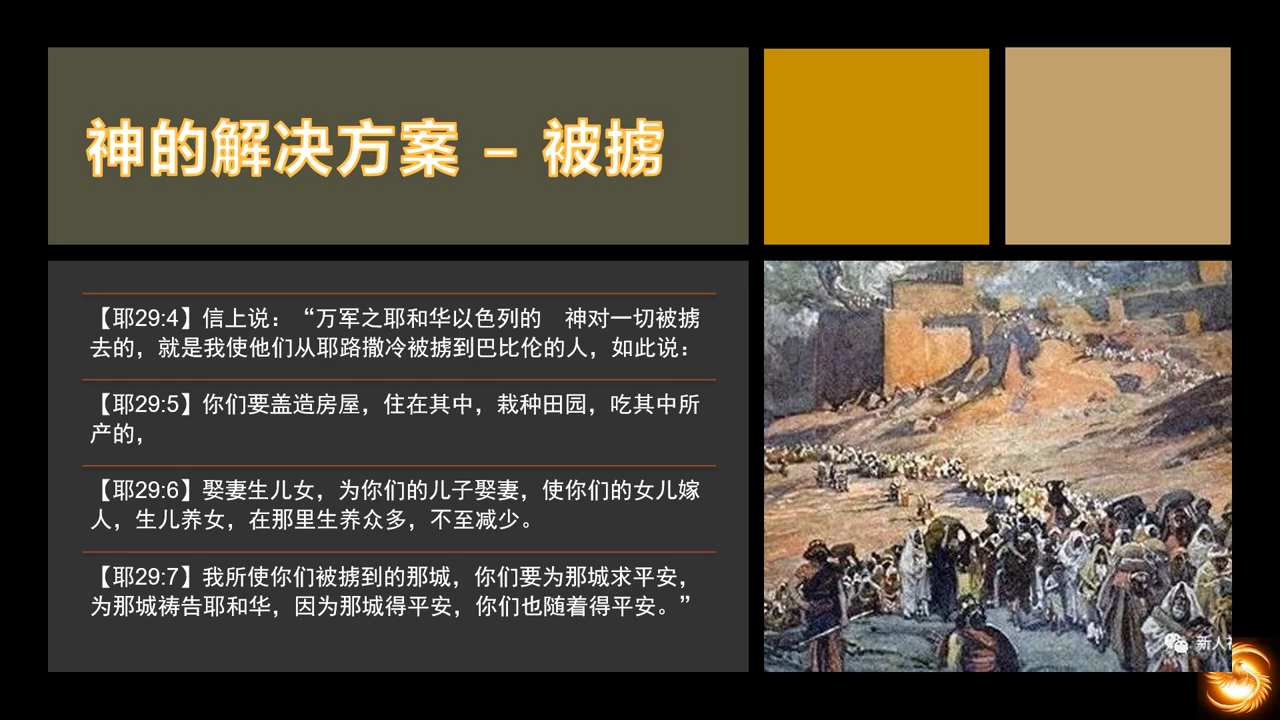 神的解决方案 – 被掳
【耶29:4】信上说：“万军之耶和华以色列的　神对一切被掳
去的，就是我使他们从耶路撒冷被掳到巴比伦的人，如此说：
【耶29:5】你们要盖造房屋，住在其中，栽种田园，吃其中所
产的，
【耶29:6】娶妻生儿女，为你们的儿子娶妻，使你们的女儿嫁
人，生儿养女，在那里生养众多，不至减少。
【耶29:7】我所使你们被掳到的那城，你们要为那城求平安，
为那城祷告耶和华，因为那城得平安，你们也随着得平安。”
新人